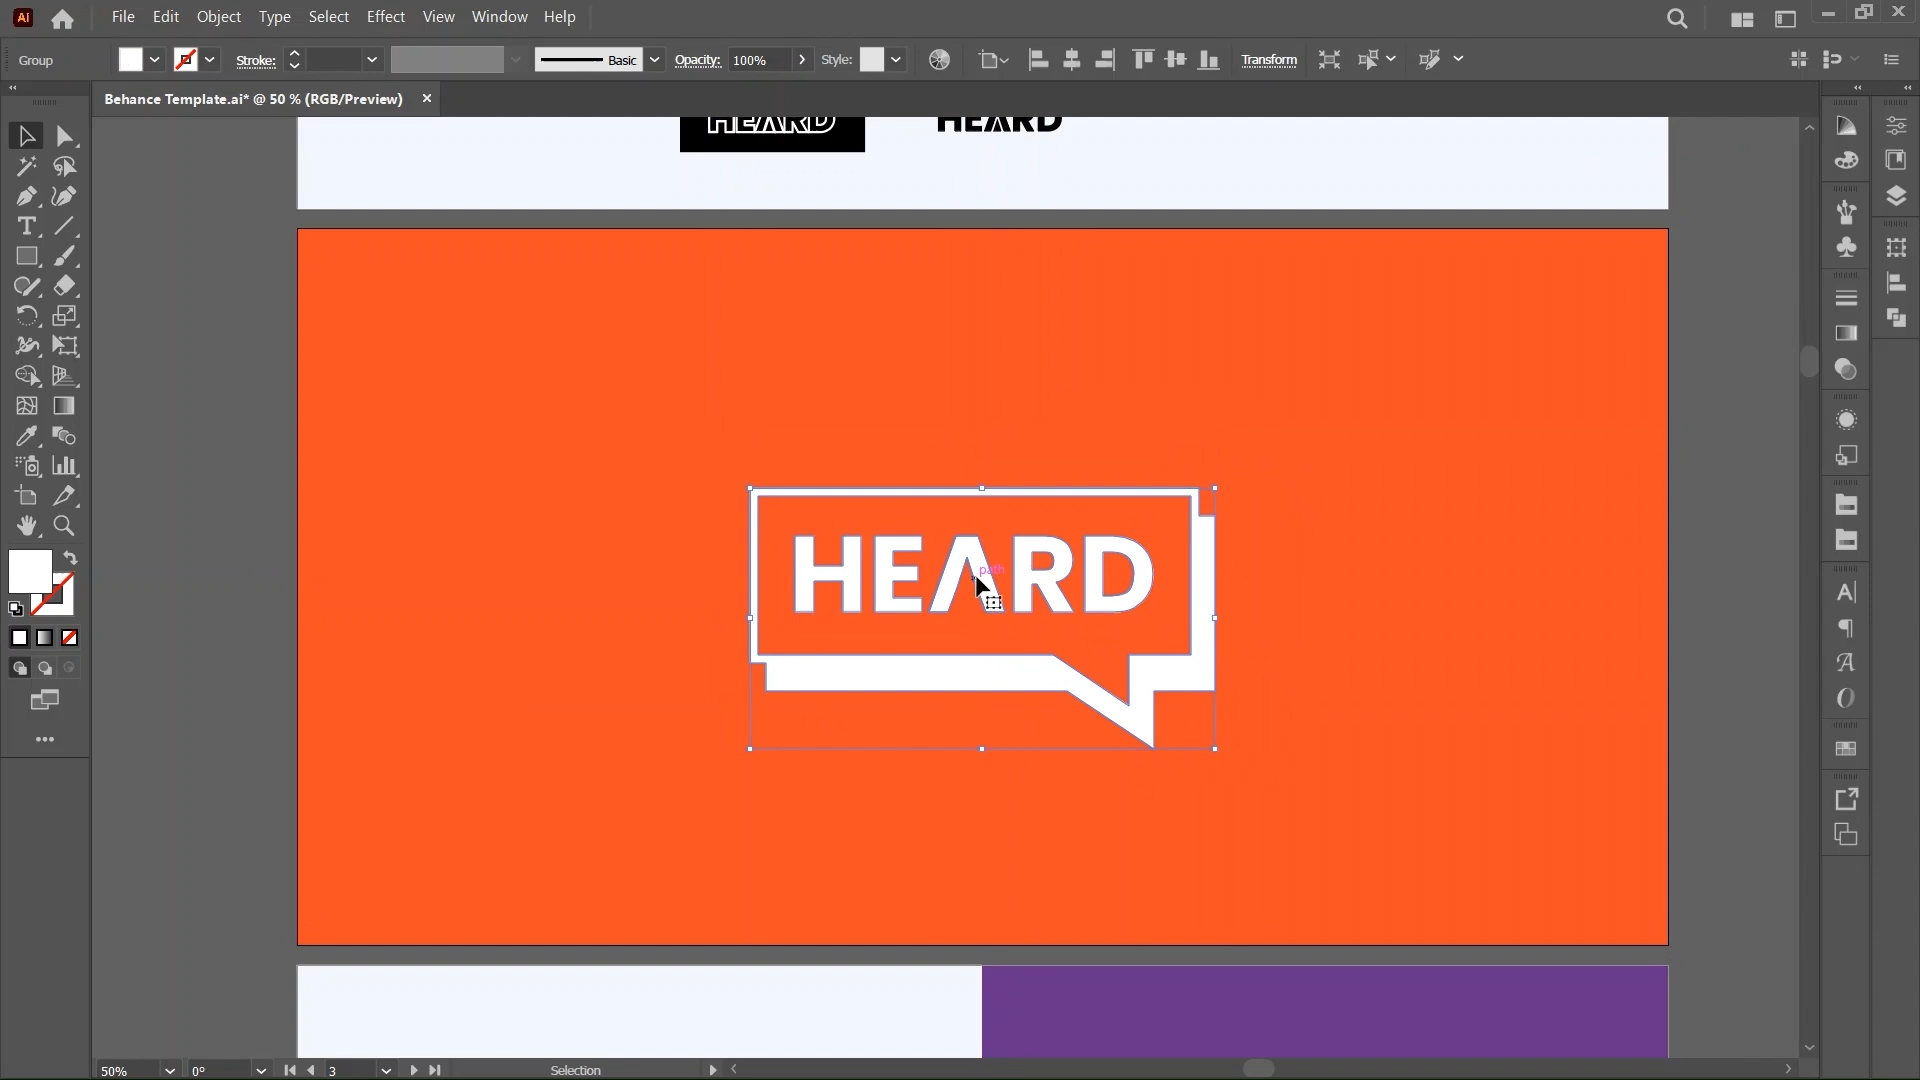 Ai File Edit Object Type Select Effect View Window Help
Group Stroke: Basic Opacity: 100% Style: Transform
Behance Template.ai* @ 50 % (RGB/Preview) ×
HEARD HEARD
HEARD
path
50% 0° 3 Selection